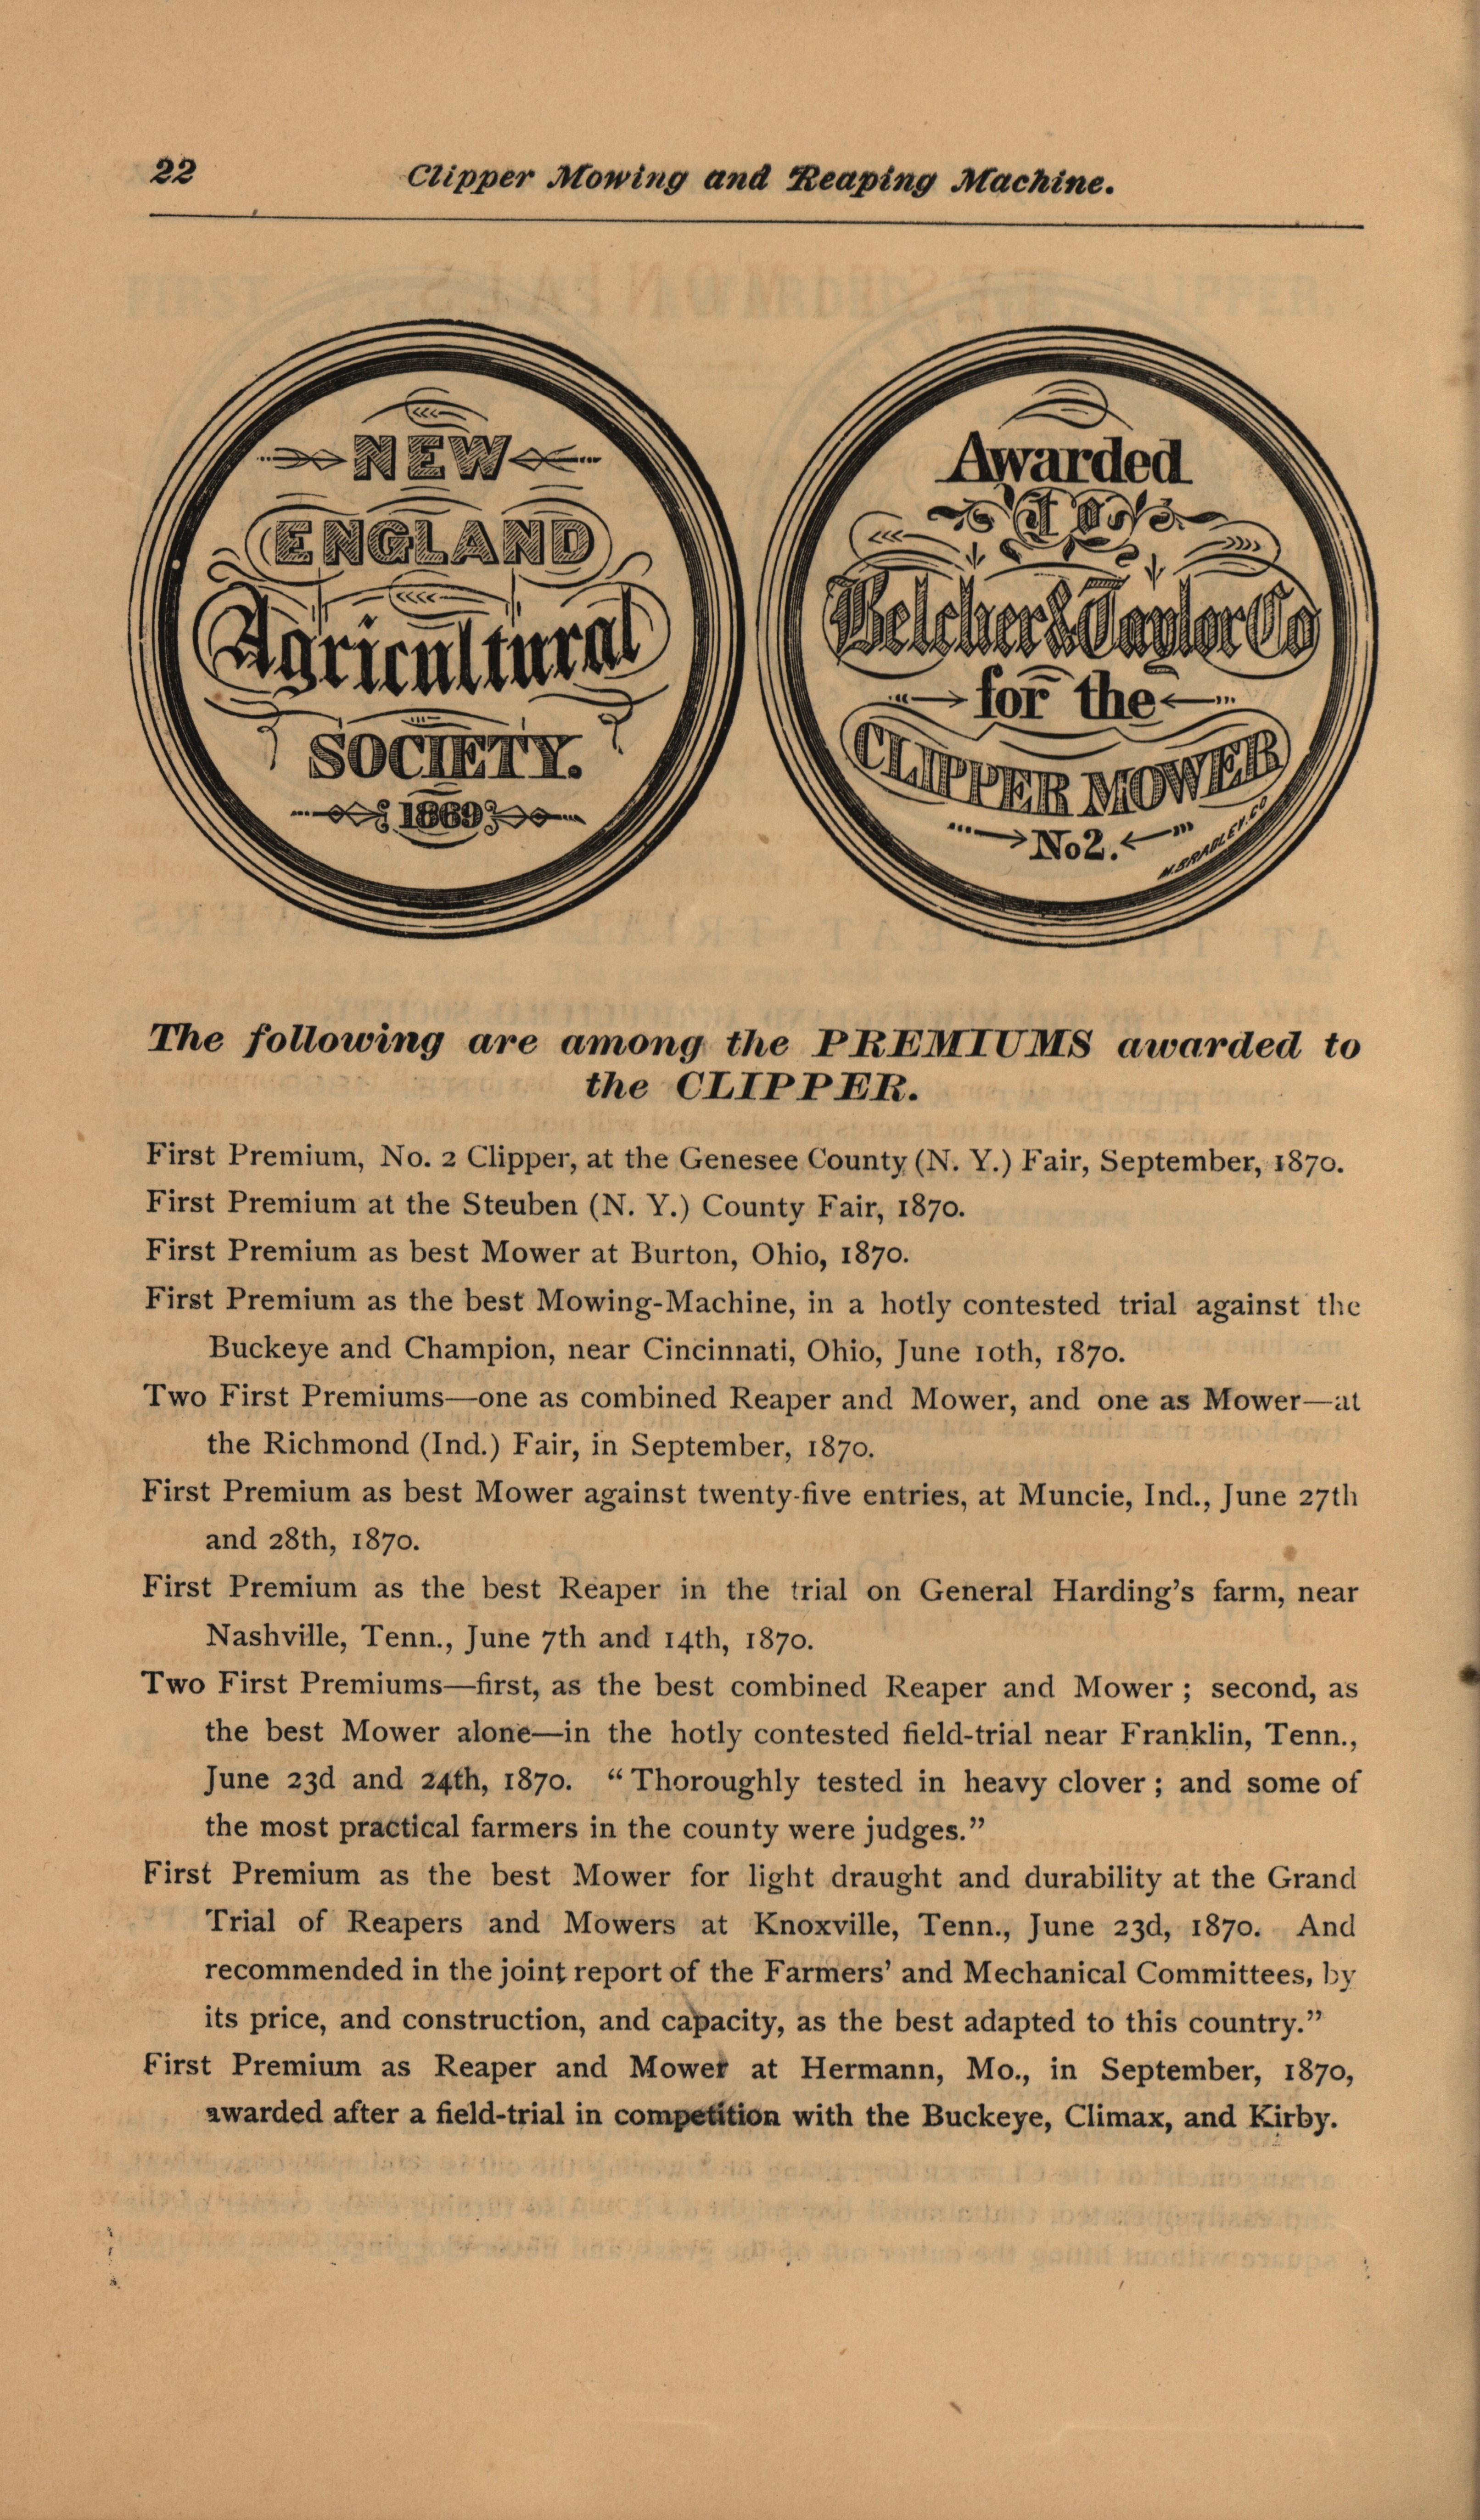 22
Clipper Mowing and Reaping Machine.
NEW
ENGLAND
Agricultural
SOCIETY.
1869
Awarded
To
Belcher & Taylor Co
for the
CLIPPER MOWER
No 2.
M. BRADLEY. CO
The following are among the PREMIUMS awarded to
the CLIPPER.
First Premium, No. 2 Clipper, at the Genesee County (N. Y.) Fair, September, 1870.
First Premium at the Steuben (N. Y.) County Fair, 1870.
First Premium as best Mower at Burton, Ohio, 1870.
First Premium as the best Mowing-Machine, in a hotly contested trial against the
Buckeye and Champion, near Cincinnati, Ohio, June 10th, 1870.
Two First Premiums—one as combined Reaper and Mower, and one as Mower—at
the Richmond (Ind.) Fair, in September, 1870.
First Premium as best Mower against twenty-five entries, at Muncie, Ind., June 27th
and 28th, 1870.
First Premium as the best Reaper in the trial on General Harding's farm, near
Nashville, Tenn., June 7th and 14th, 1870.
Two First Premiums—first, as the best combined Reaper and Mower ; second, as
the best Mower alone—in the hotly contested field-trial near Franklin, Tenn.,
June 23d and 24th, 1870. “ Thoroughly tested in heavy clover ; and some of
the most practical farmers in the county were judges.”
First Premium as the best Mower for light draught and durability at the Grand
Trial of Reapers and Mowers at Knoxville, Tenn., June 23d, 1870. And
recommended in the joint report of the Farmers’ and Mechanical Committees, by
its price, and construction, and capacity, as the best adapted to this country.”
First Premium as Reaper and Mower at Hermann, Mo., in September, 1870,
awarded after a field-trial in competition with the Buckeye, Climax, and Kirby.